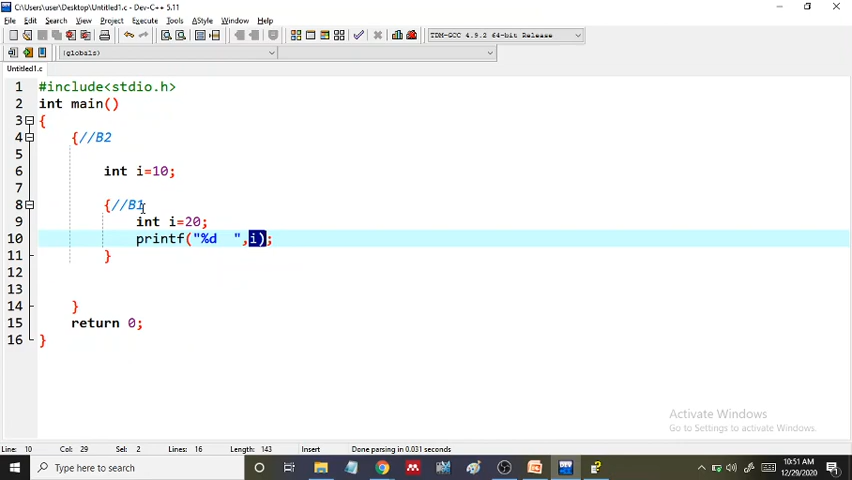 C:\Users\user\Desktop\Untitled1.c - Dev-C++ 5.11
File Edit Search View Project Execute Tools AStyle Window Help
TDM-GCC 4.9.2 64-bit Release
(globals)
Untitled1.c
1 #include<stdio.h>
2 int main()
3 {
4 {//B2
5
6 int i=10;
7
8 {//B1
9 int i=20;
10 printf("%d  ",i);
11 }
12
13
14 }
15 return 0;
16 }
Activate Windows
Go to Settings to activate Windows.
Line: 10 Col: 29 Sel: 2 Lines: 16 Length: 143 Insert Done parsing in 0.031 seconds
Type here to search
10:51 AM
12/29/2020